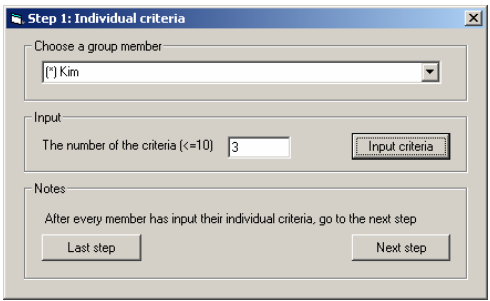 Step 1: Individual criteria
Choose a group member
(*) Kim
Input
The number of the criteria (<=10) 3 Input criteria
Notes
After every member has input their individual criteria, go to the next step
Last step Next step